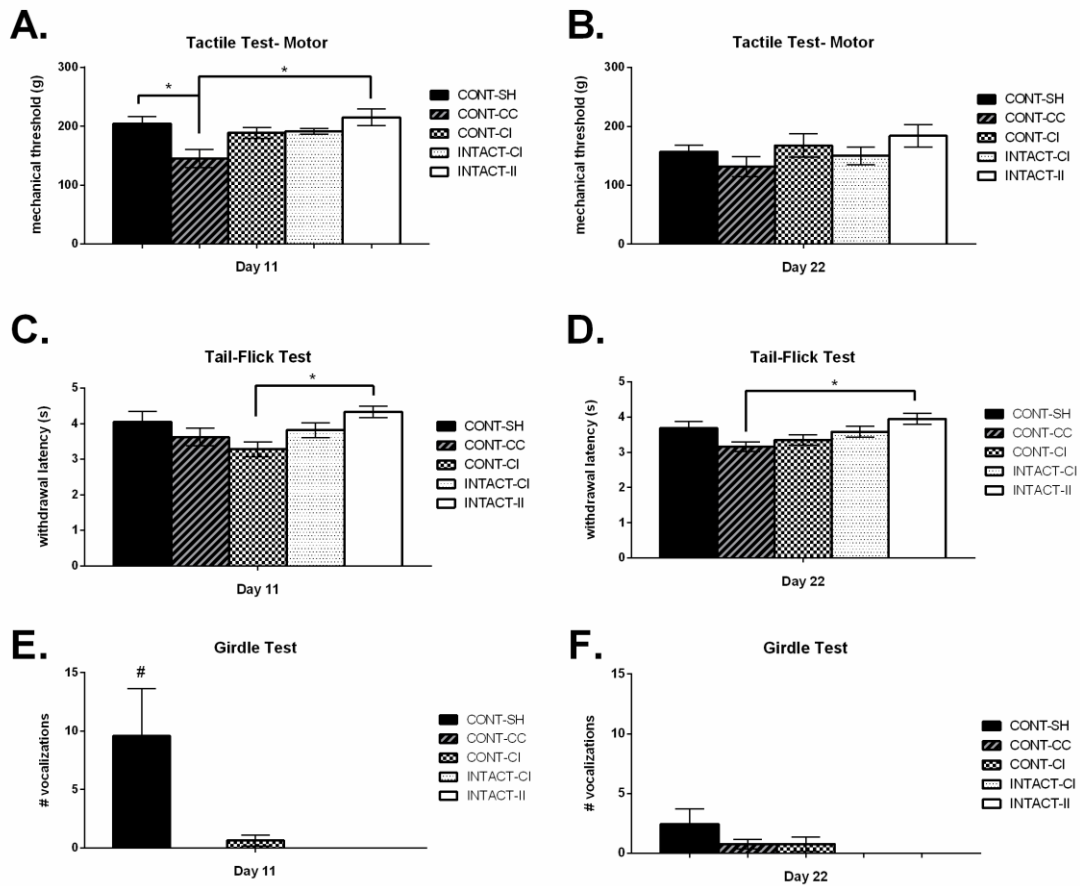 A.
Tactile Test- Motor
mechanical threshold (g)
300
200
100
0
*
*
Day 11
CONT-SH
CONT-CC
CONT-CI
INTACT-CI
INTACT-II
B.
Tactile Test- Motor
mechanical threshold (g)
300
200
100
0
Day 22
CONT-SH
CONT-CC
CONT-CI
INTACT-CI
INTACT-II
C.
Tail-Flick Test
withdrawal latency (s)
5
4
3
2
1
0
*
Day 11
CONT-SH
CONT-CC
CONT-CI
INTACT-CI
INTACT-II
D.
Tail-Flick Test
withdrawal latency (s)
5
4
3
2
1
0
*
Day 22
CONT-SH
CONT-CC
CONT-CI
INTACT-CI
INTACT-II
E.
Girdle Test
# vocalizations
15
10
5
0
#
Day 11
CONT-SH
CONT-CC
CONT-CI
INTACT-CI
INTACT-II
F.
Girdle Test
# vocalizations
15
10
5
0
Day 22
CONT-SH
CONT-CC
CONT-CI
INTACT-CI
INTACT-II